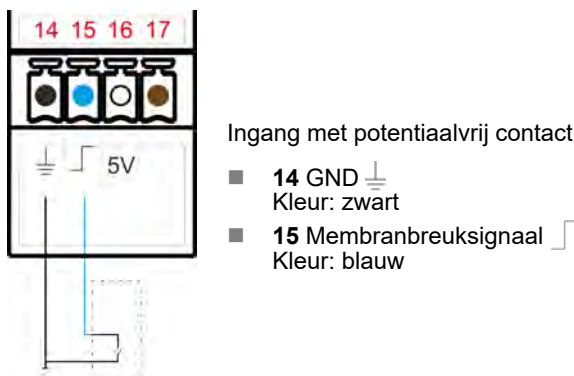 14 15 16 17
5V
Ingang met potentiaalvrij contact
14 GND
Kleur: zwart
15 Membranbreuksignaal
Kleur: blauw